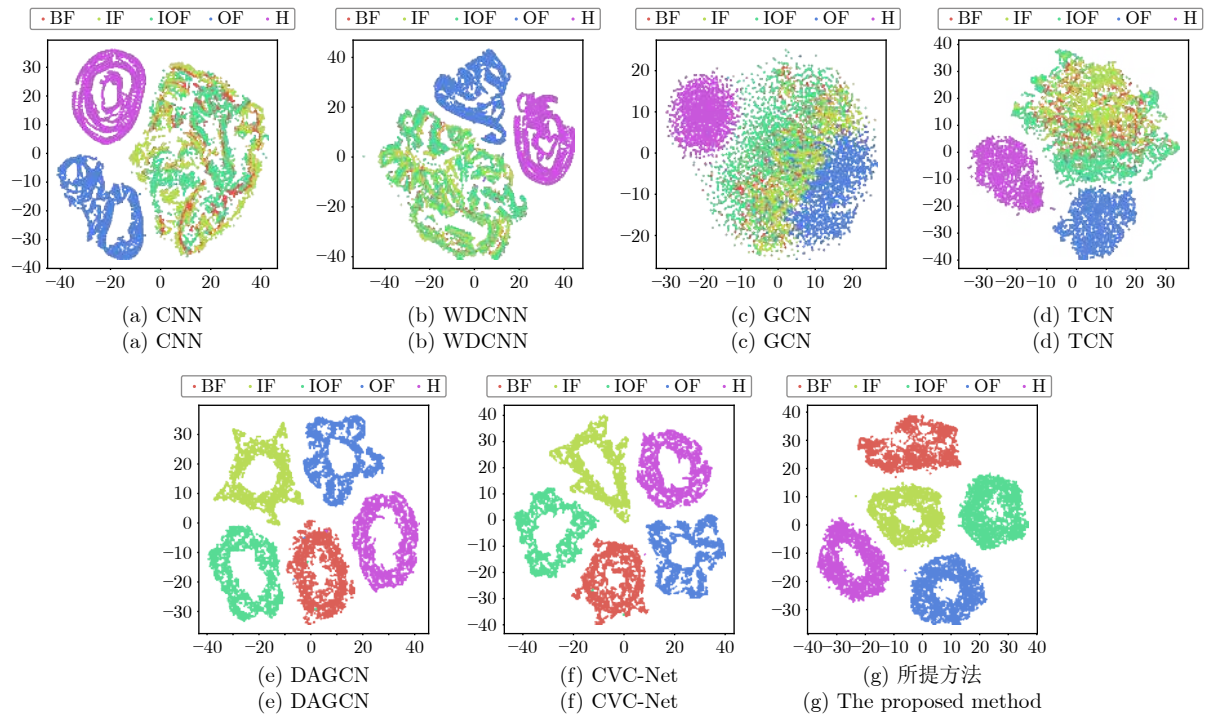 BF IF IOF OF H
BF IF IOF OF H
BF IF IOF OF H
BF IF IOF OF H
30
20
10
0
−10
−20
−30
−40
−40 −20 0 20 40
40
20
0
−20
−40
−40 −20 0 20 40
20
10
0
−10
−20
−30 −20 −10 0 10 20
40
30
20
10
0
−10
−20
−30
−40
−30 −20 −10 0 10 20 30
(a) CNN
(a) CNN
(b) WDCNN
(b) WDCNN
(c) GCN
(c) GCN
(d) TCN
(d) TCN
BF IF IOF OF H
BF IF IOF OF H
BF IF IOF OF H
30
20
10
0
−10
−20
−30
−40 −20 0 20 40
40
30
20
10
0
−10
−20
−30
−40
−40 −20 0 20 40
40
30
20
10
0
−10
−20
−30
−40 −30 −20 −10 0 10 20 30 40
(e) DAGCN
(e) DAGCN
(f) CVC-Net
(f) CVC-Net
(g) 所提方法
(g) The proposed method